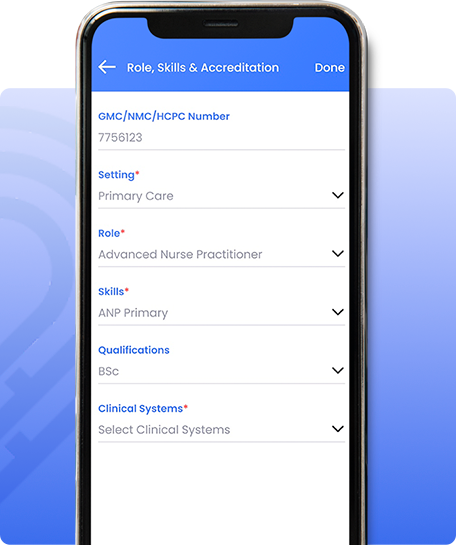 Role, Skills & Accreditation Done
GMC/NMC/HCPC Number
7756123
Setting*
Primary Care
Role*
Advanced Nurse Practitioner
Skills*
ANP Primary
Qualifications
BSc
Clinical Systems*
Select Clinical Systems